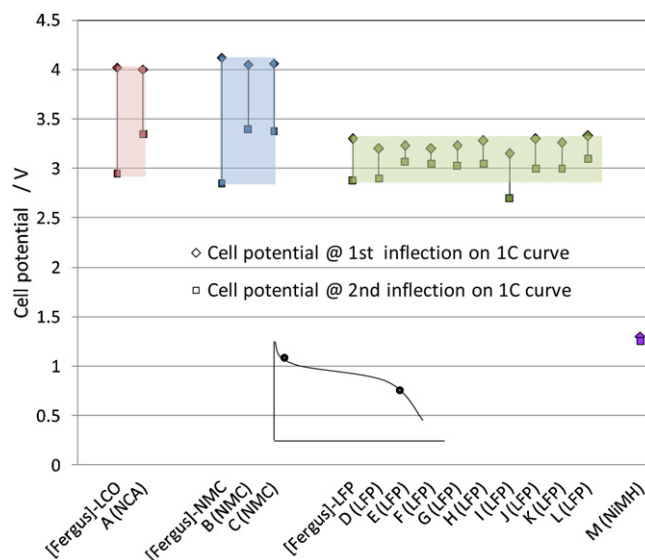 4.5
4
3.5
3
2.5
2
1.5
1
0.5
0
Cell potential / V
Cell potential @ 1st inflection on 1C curve
Cell potential @ 2nd inflection on 1C curve
[Fergus]-LCO
A (NCA)
[Fergus]-NMC
B (NMC)
C (NMC)
[Fergus]-LFP
D (LFP)
E (LFP)
F (LFP)
G (LFP)
H (LFP)
I (LFP)
J (LFP)
K (LFP)
L (LFP)
M (NiMH)